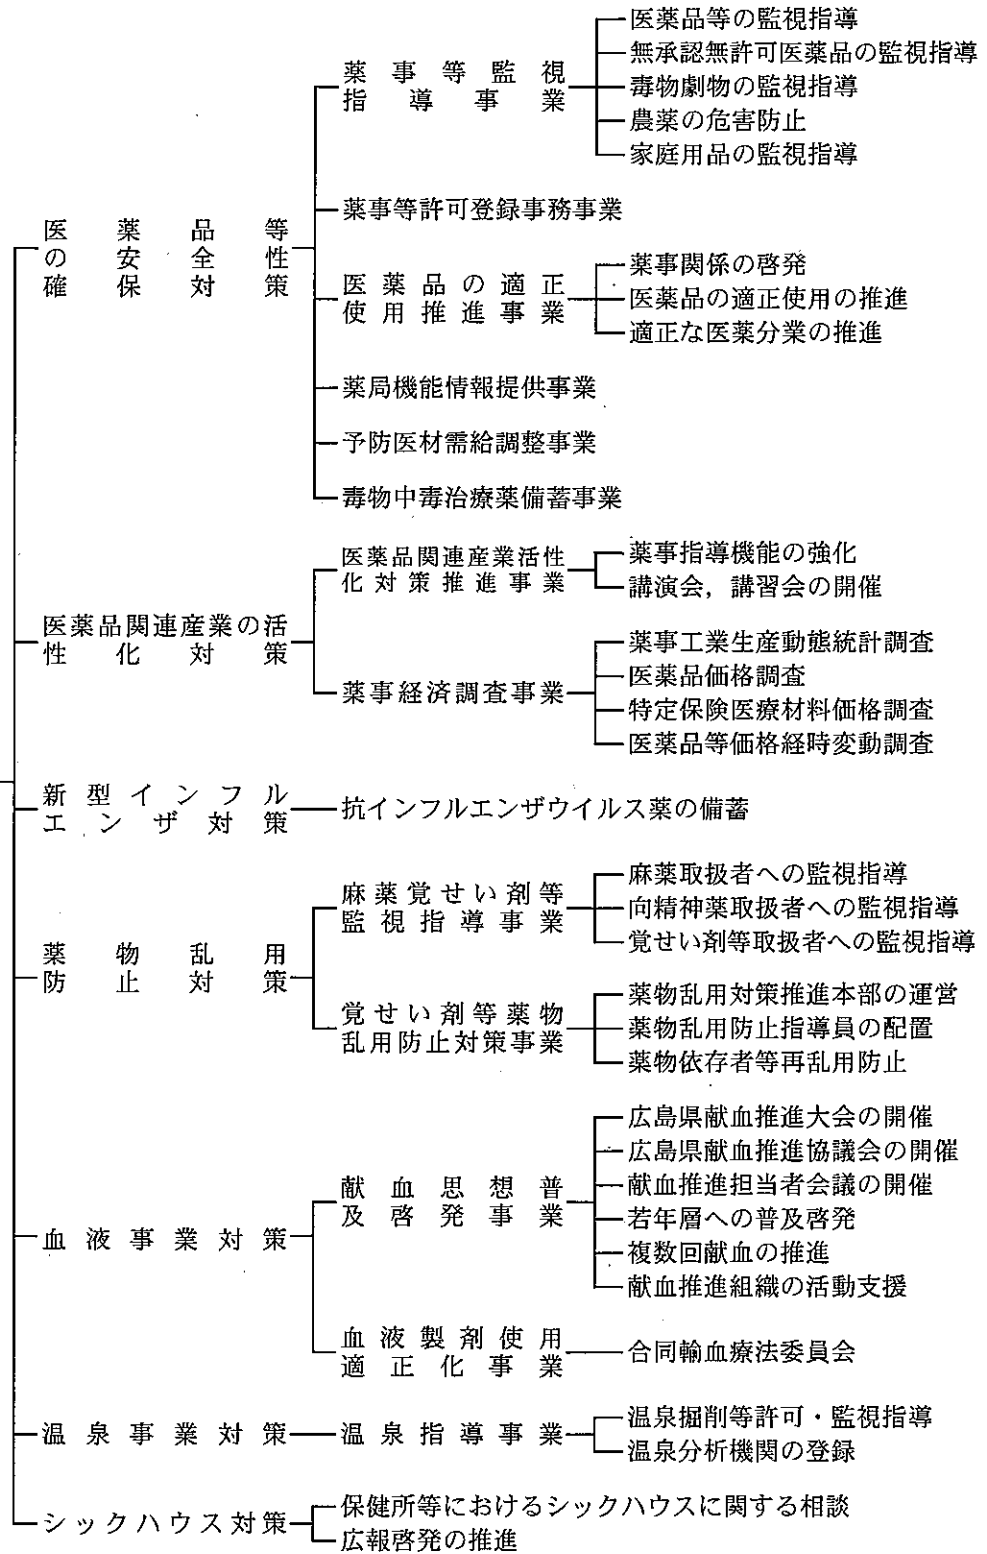 医薬品等
の安全性
確保対策
薬事等監視
指導事業
医薬品等の監視指導
無承認無許可医薬品の監視指導
毒物劇物の監視指導
農薬の危害防止
家庭用品の監視指導
薬事等許可登録事務事業
医薬品の適正
使用推進事業
薬事関係の啓発
医薬品の適正使用の推進
適正な医薬分業の推進
薬局機能情報提供事業
予防医材需給調整事業
毒物中毒治療薬備蓄事業
医薬品関連産業の活
性化対策
医薬品関連産業活性
化対策推進事業
薬事指導機能の強化
講演会，講習会の開催
薬事経済調査事業
薬事工業生産動態統計調査
医薬品価格調査
特定保険医療材料価格調査
医薬品等価格経時変動調査
新型インフル
エンザ対策
抗インフルエンザウイルス薬の備蓄
薬物乱用
防止対策
麻薬覚せい剤等
監視指導事業
麻薬取扱者への監視指導
向精神薬取扱者への監視指導
覚せい剤等取扱者への監視指導
覚せい剤等薬物
乱用防止対策事業
薬物乱用対策推進本部の運営
薬物乱用防止指導員の配置
薬物依存者等再乱用防止
血液事業対策
献血思想普
及啓発事業
広島県献血推進大会の開催
広島県献血推進協議会の開催
献血推進担当者会議の開催
若年層への普及啓発
複数回献血の推進
献血推進組織の活動支援
血液製剤使用
適正化事業
合同輸血療法委員会
温泉事業対策
温泉指導事業
温泉掘削等許可・監視指導
温泉分析機関の登録
シックハウス対策
保健所等におけるシックハウスに関する相談
広報啓発の推進